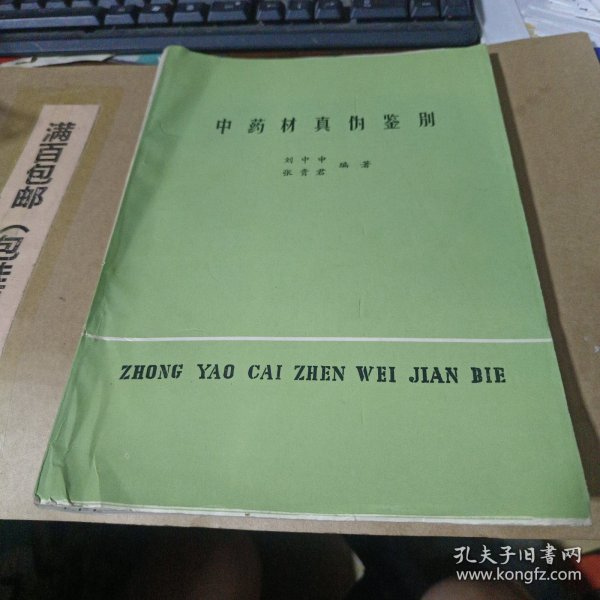 中药材真伪鉴别
刘中申
张贵君 编著
ZHONG YAO CAI ZHEN WEI JIAN BIE
满百包邮（
孔夫子旧书网
www.kongfz.com